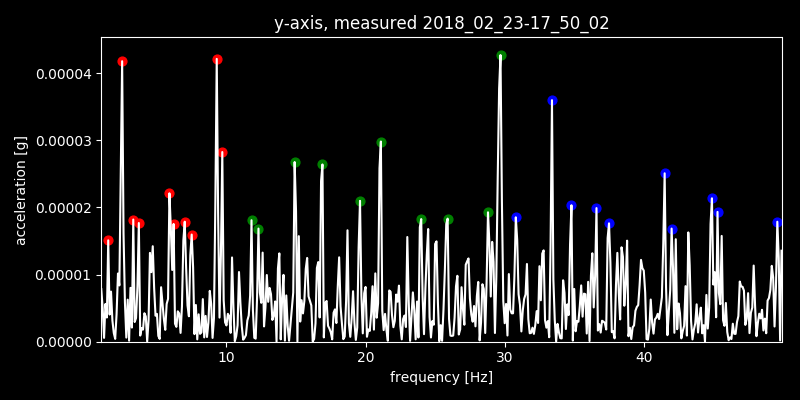 y-axis, measured 2018_02_23-17_50_02
acceleration [g]
0.00004
0.00003
0.00002
0.00001
0.00000
10 20 30 40
frequency [Hz]